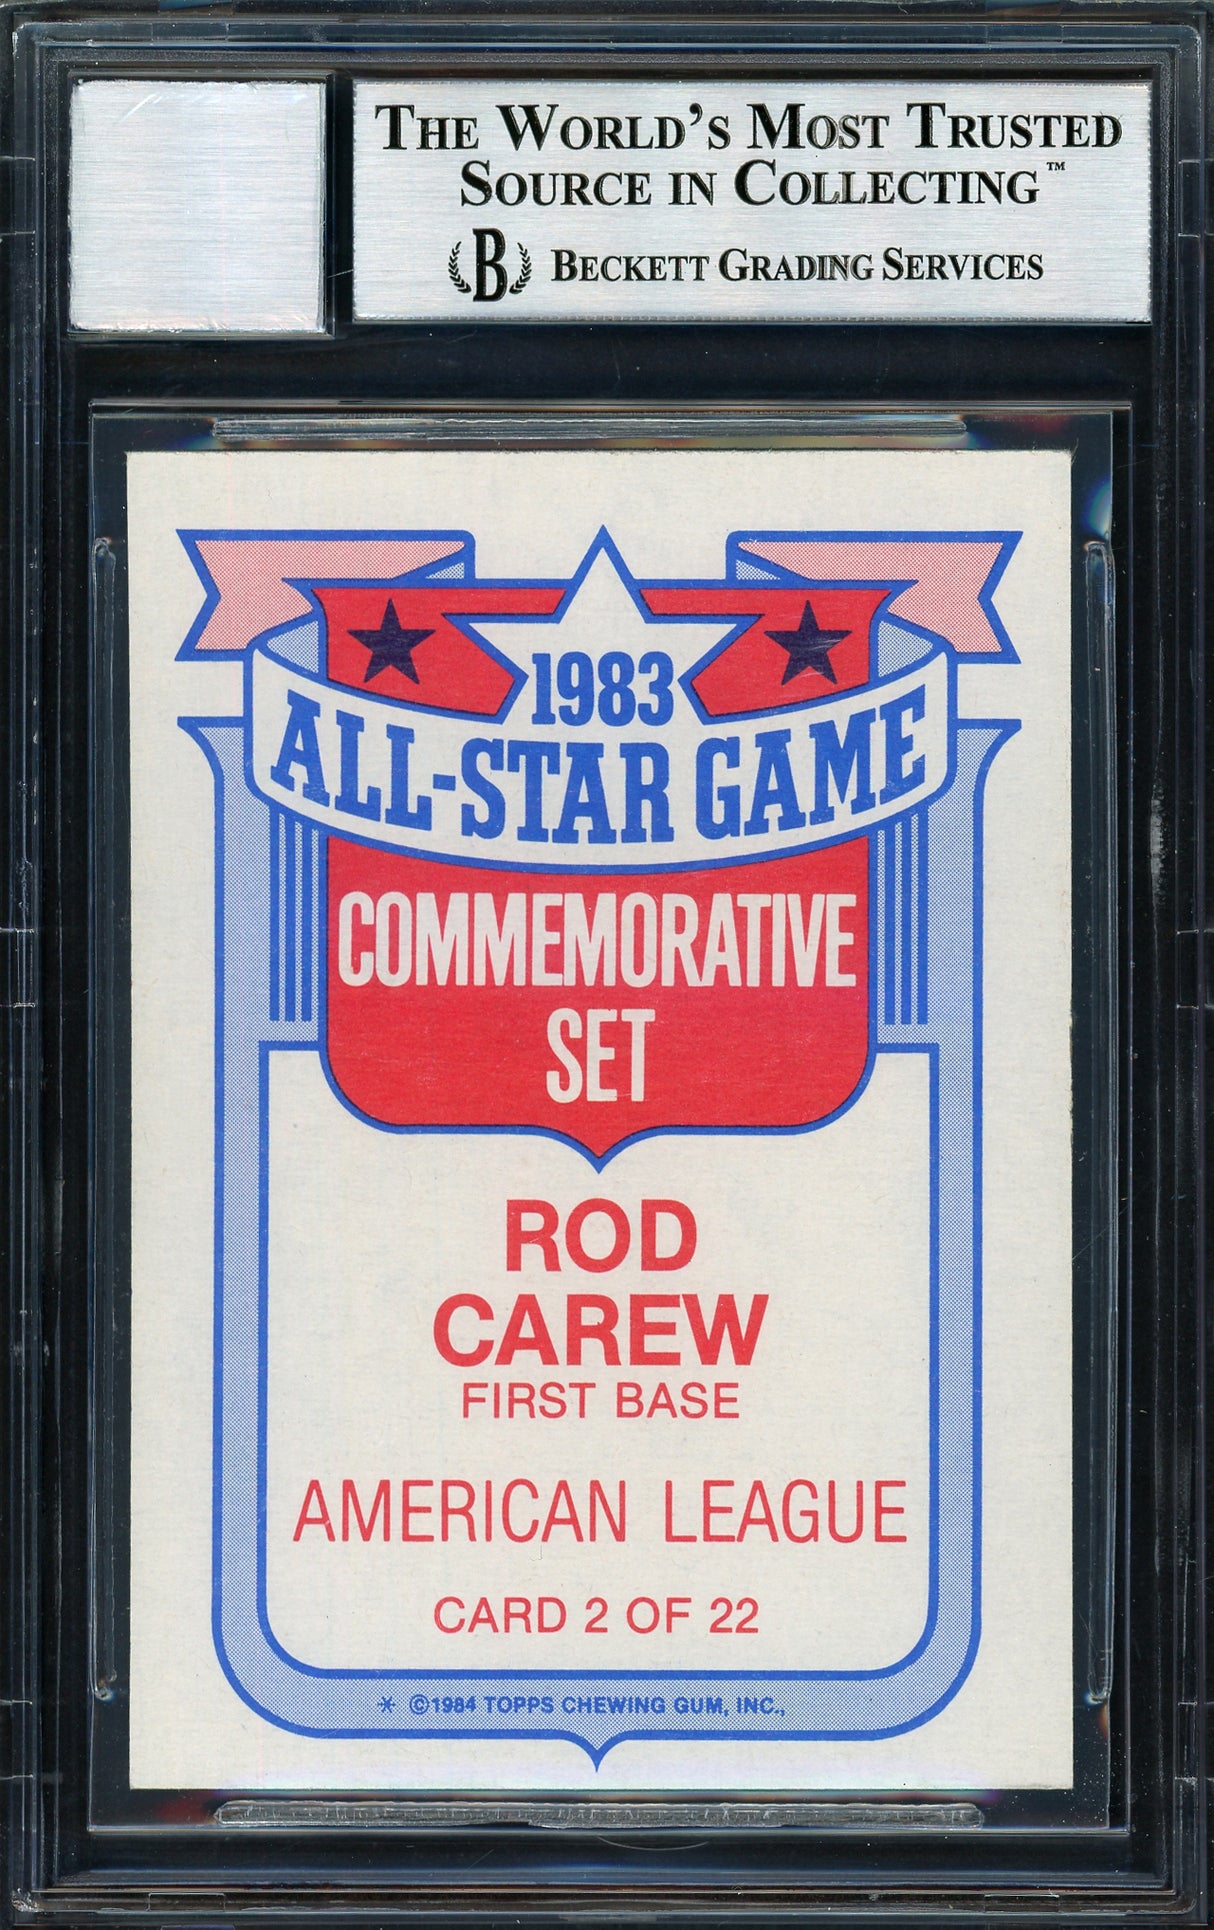 THE WORLD'S MOST TRUSTED
SOURCE IN COLLECTING™
B BECKETT GRADING SERVICES
1983
ALL-STAR GAME
COMMEMORATIVE
SET
ROD
CAREW
FIRST BASE
AMERICAN LEAGUE
CARD 2 OF 22
* ©1984 TOPPS CHEWING GUM, INC.,